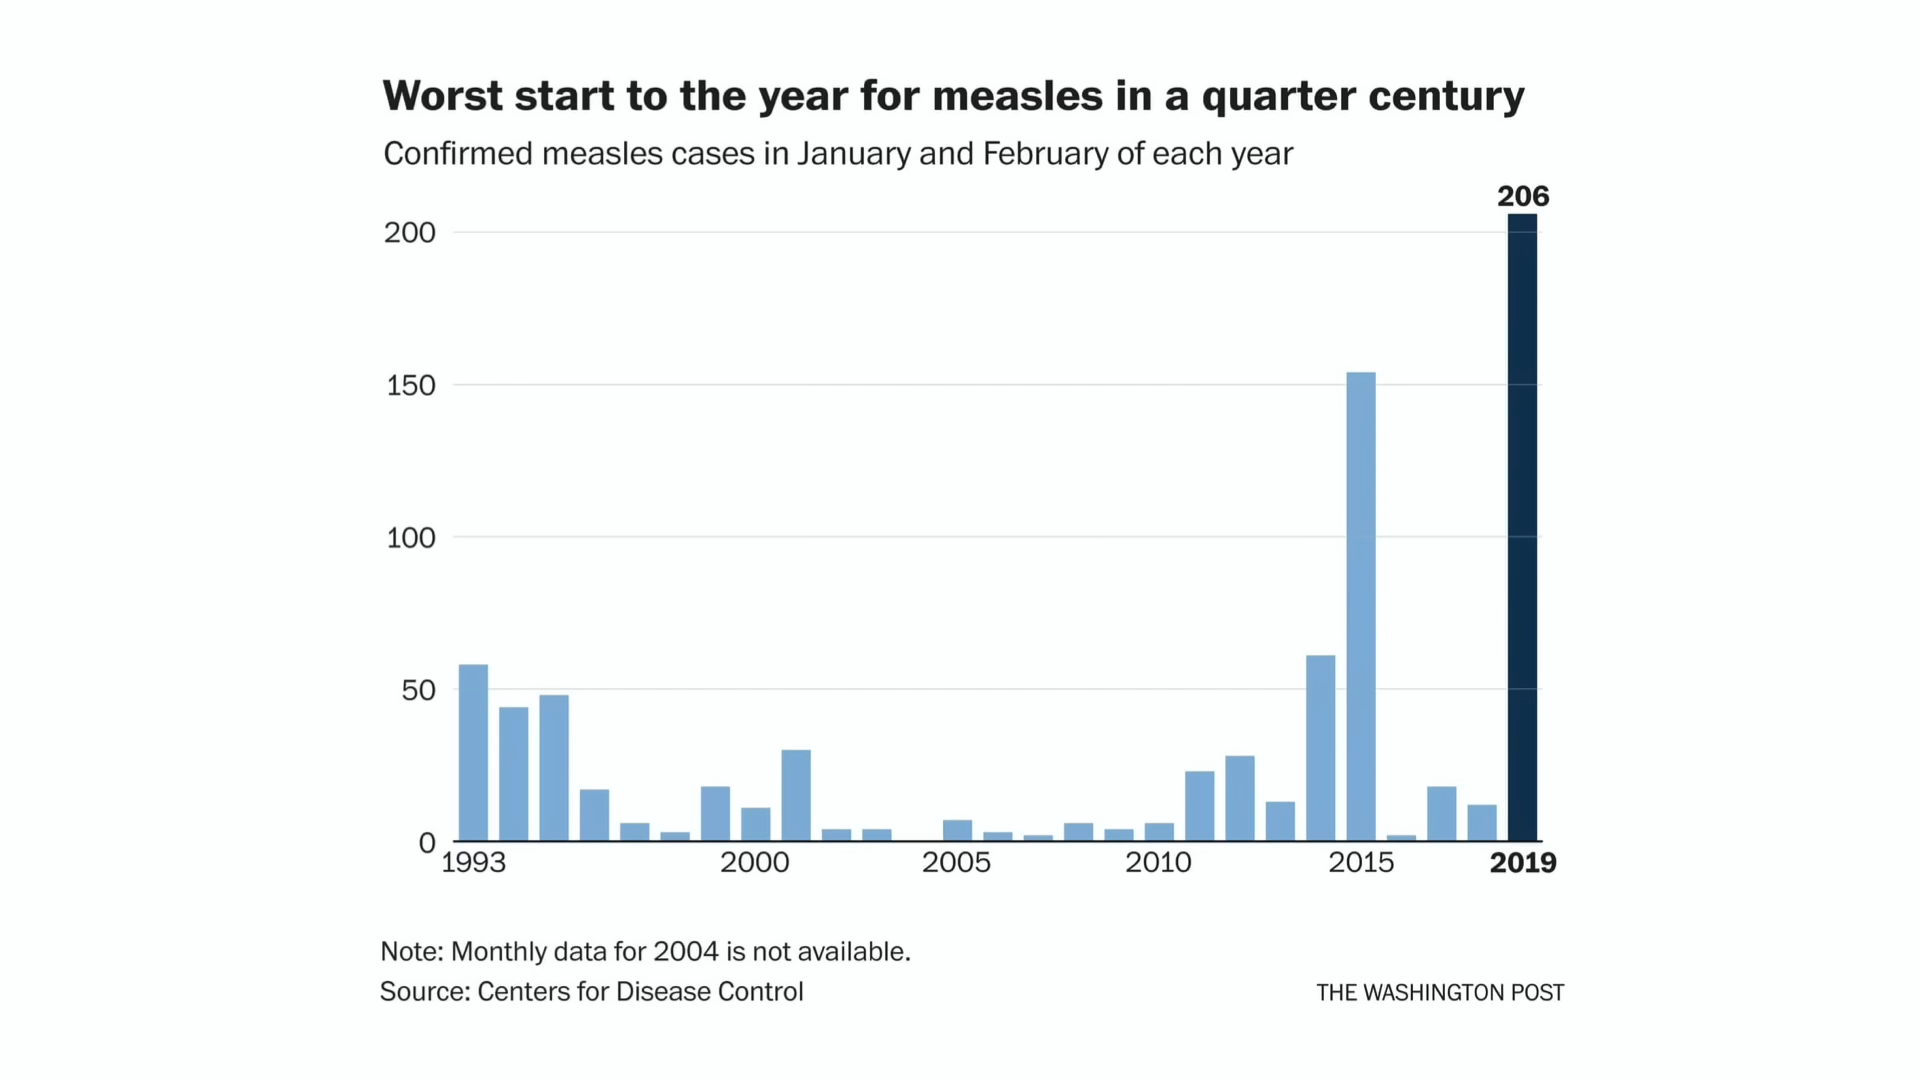 Worst start to the year for measles in a quarter century
Confirmed measles cases in January and February of each year
206
200
150
100
50
0
1993 2000 2005 2010 2015 2019
Note: Monthly data for 2004 is not available.
Source: Centers for Disease Control
THE WASHINGTON POST